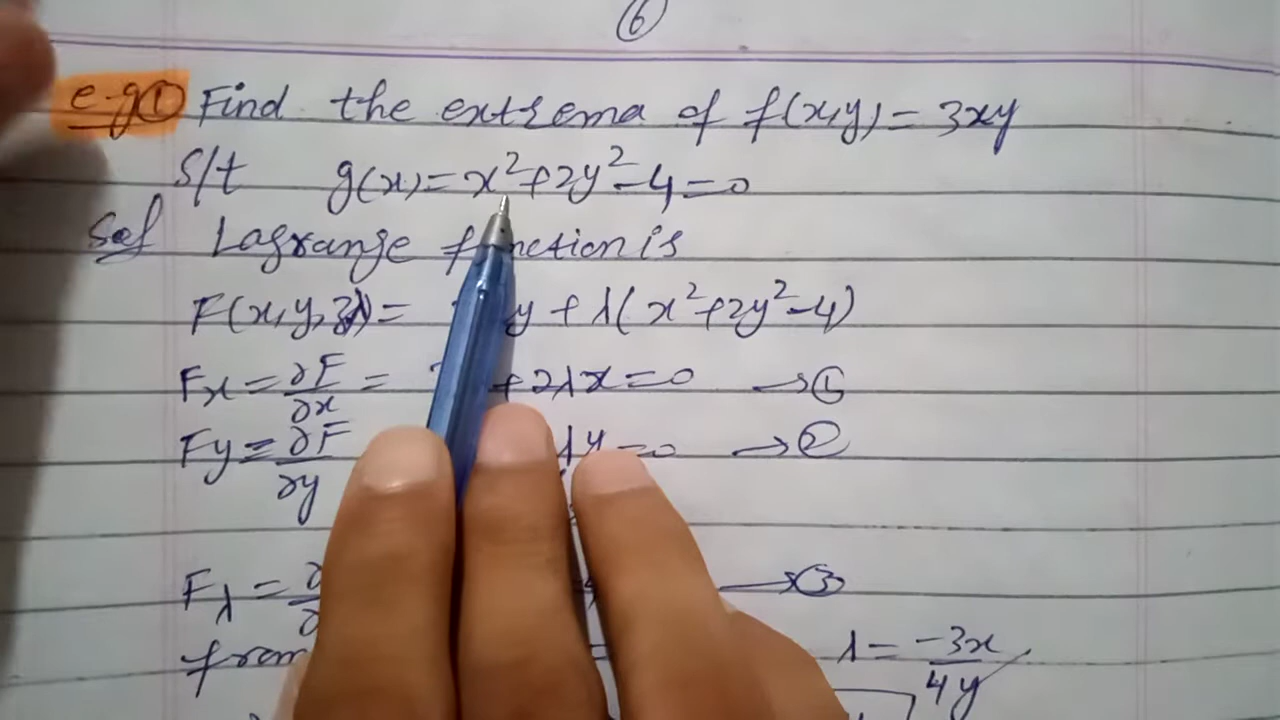 6
e.g① Find the extrema of f(x,y) = 3xy
S/t g(x) = x²+2y²-4=0
Sol Lagrange function is
F(x,y,λ) = y + λ(x²+2y²-4)
Fx = ∂F/∂x = +2λx=0 →①
Fy = ∂F/∂y λy=0 →②
Fλ = →③
from λ = -3x/4y